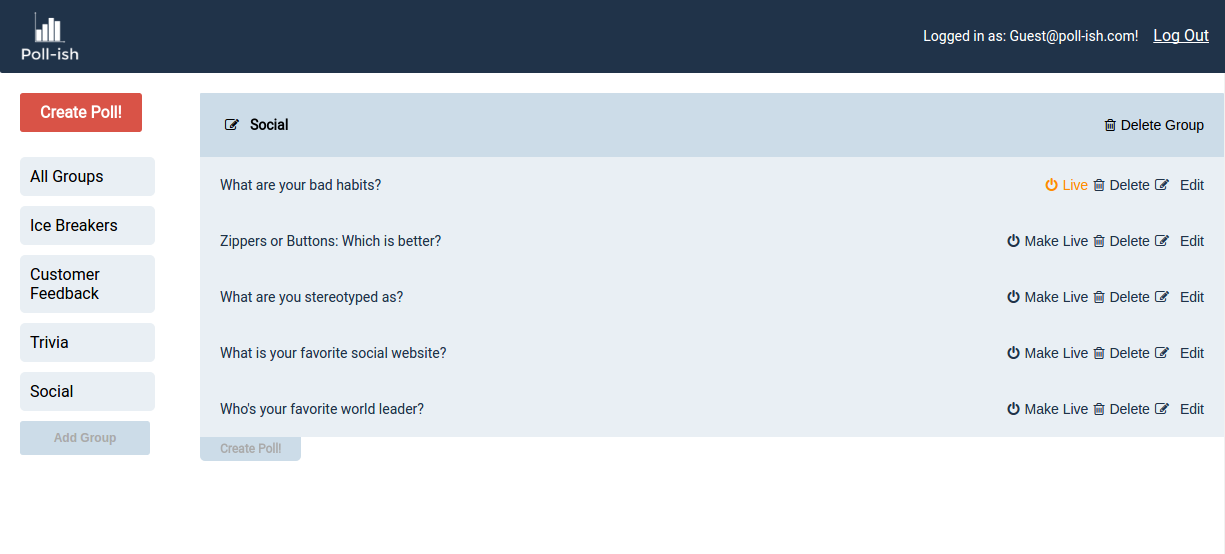 Poll-ish
Logged in as: Guest@poll-ish.com! Log Out
Create Poll!
All Groups
Ice Breakers
Customer
Feedback
Trivia
Social
Add Group
Social Delete Group
What are your bad habits? Live Delete Edit
Zippers or Buttons: Which is better? Make Live Delete Edit
What are you stereotyped as? Make Live Delete Edit
What is your favorite social website? Make Live Delete Edit
Who's your favorite world leader? Make Live Delete Edit
Create Poll!